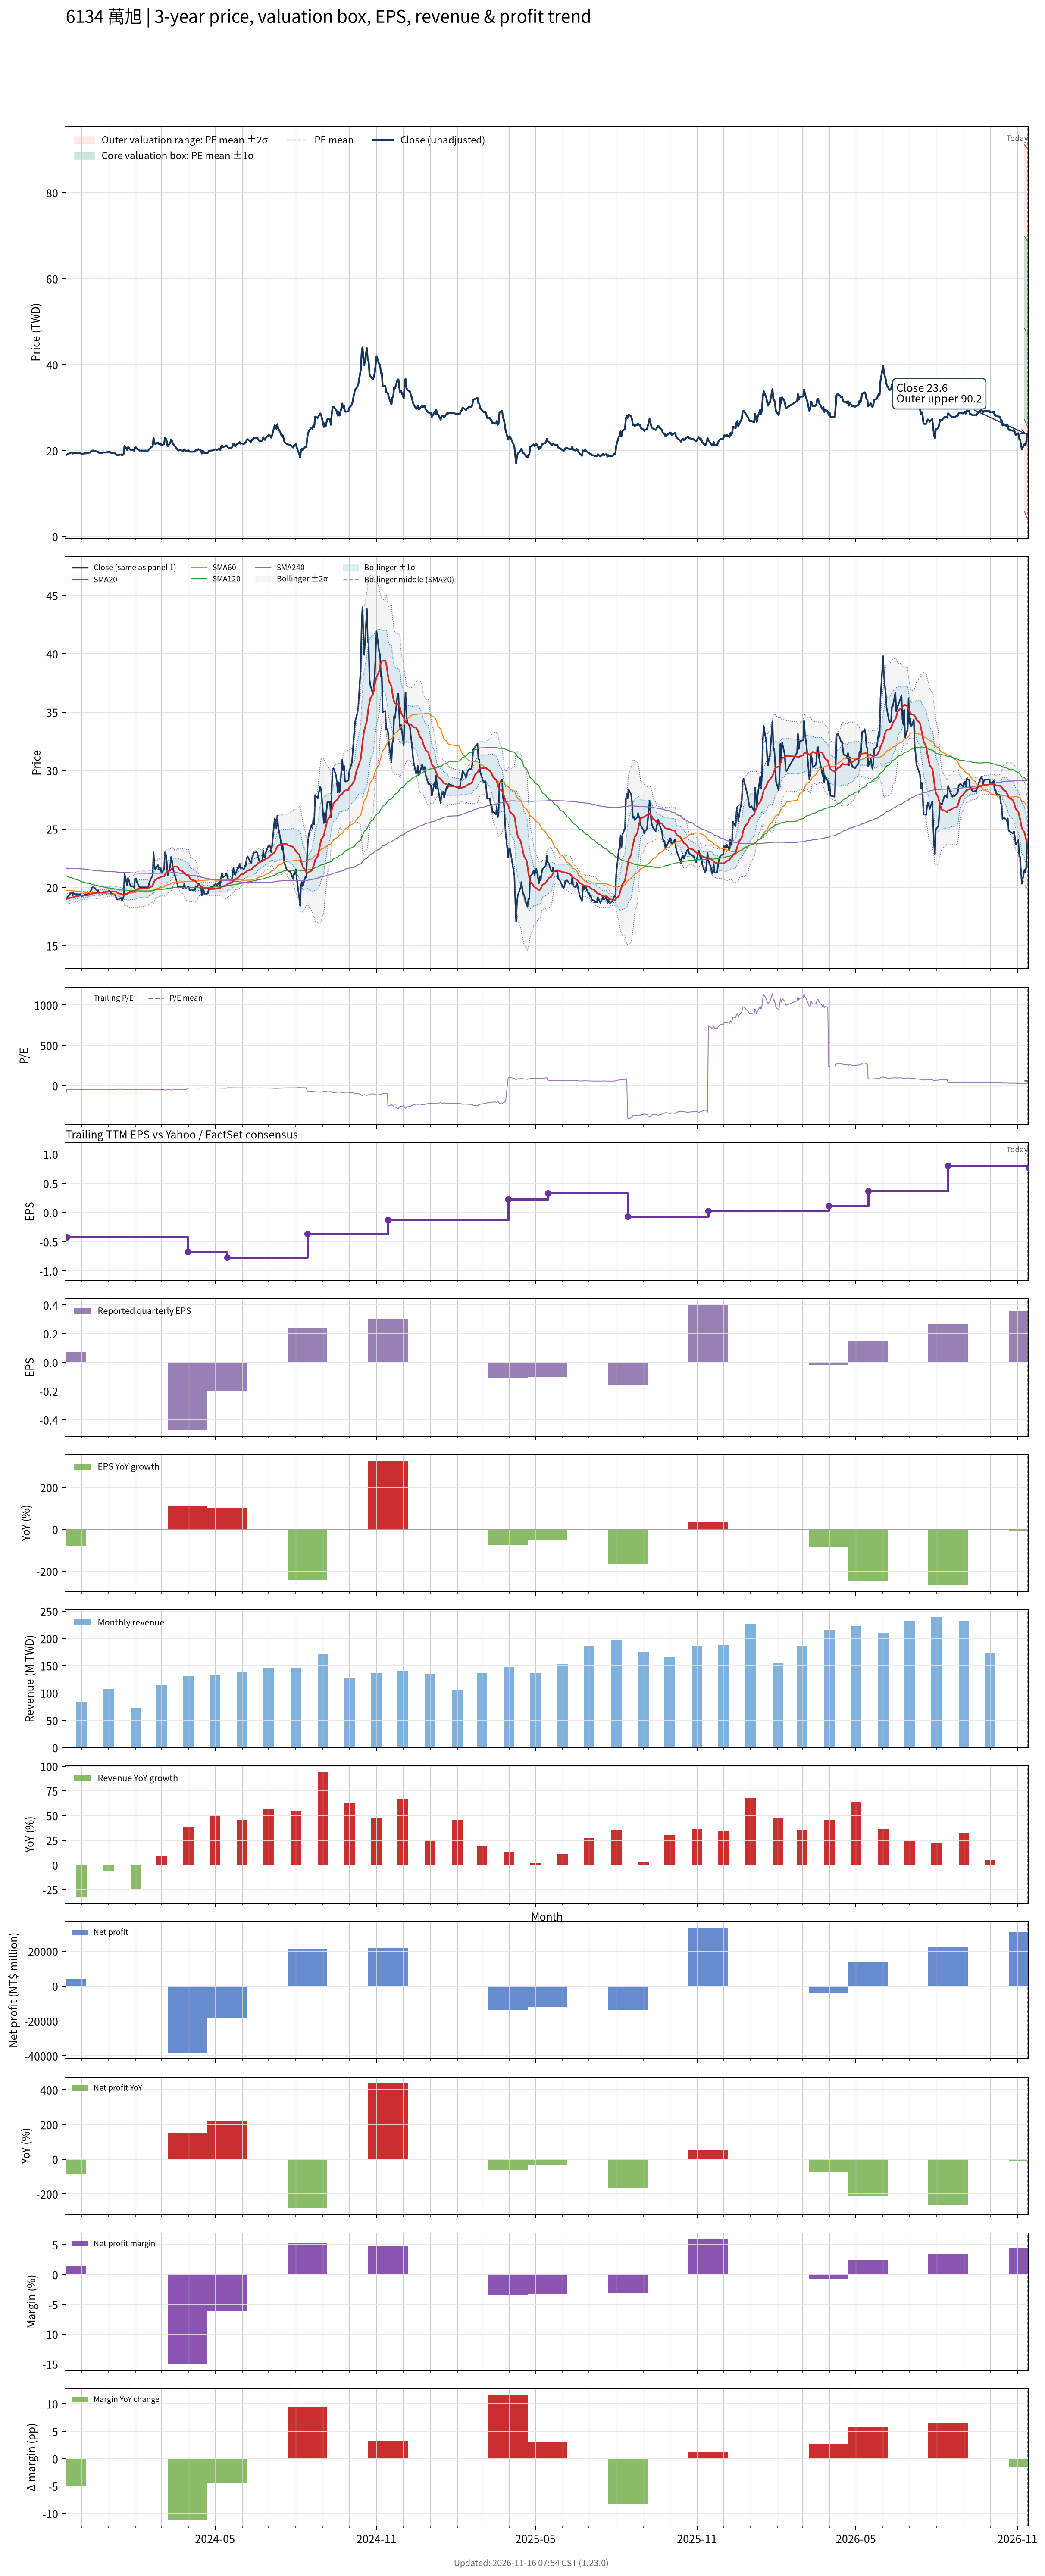 6134 萬旭 | 3-year price, valuation box, EPS, revenue & profit trend
Outer valuation range: PE mean ±2σ
PE mean
Close (unadjusted)
Core valuation box: PE mean ±1σ
Today
80
60
40
20
0
Price (TWD)
Close 23.6
Outer upper 90.2
Close (same as panel 1)
SMA60
SMA240
Bollinger ±1σ
SMA20
SMA120
Bollinger ±2σ
Bollinger middle (SMA20)
45
40
35
30
25
20
15
Price
Trailing P/E
P/E mean
1000
500
0
P/E
Trailing TTM EPS vs Yahoo / FactSet consensus
Today
1.0
0.5
0.0
-0.5
-1.0
EPS
Reported quarterly EPS
0.4
0.2
0.0
-0.2
-0.4
EPS
EPS YoY growth
200
0
-200
YoY (%)
Monthly revenue
250
200
150
100
50
0
Revenue (M TWD)
Revenue YoY growth
100
75
50
25
0
-25
YoY (%)
Month
Net profit
20000
0
-20000
-40000
Net profit (NT$ million)
Net profit YoY
400
200
0
-200
YoY (%)
Net profit margin
5
0
-5
-10
-15
Margin (%)
Margin YoY change
10
5
0
-5
-10
Δ margin (pp)
2024-05
2024-11
2025-05
2025-11
2026-05
2026-11
Updated: 2026-11-16 07:54 CST (1.23.0)